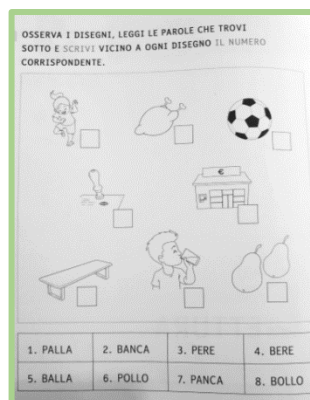 OSSERVA I DISEGNI, LEGGI LE PAROLE CHE TROVI
SOTTO E SCRIVI VICINO A OGNI DISEGNO IL NUMERO
CORRISPONDENTE.
€
1. PALLA 2. BANCA 3. PERE 4. BERE
5. BALLA 6. POLLO 7. PANCA 8. BOLLO